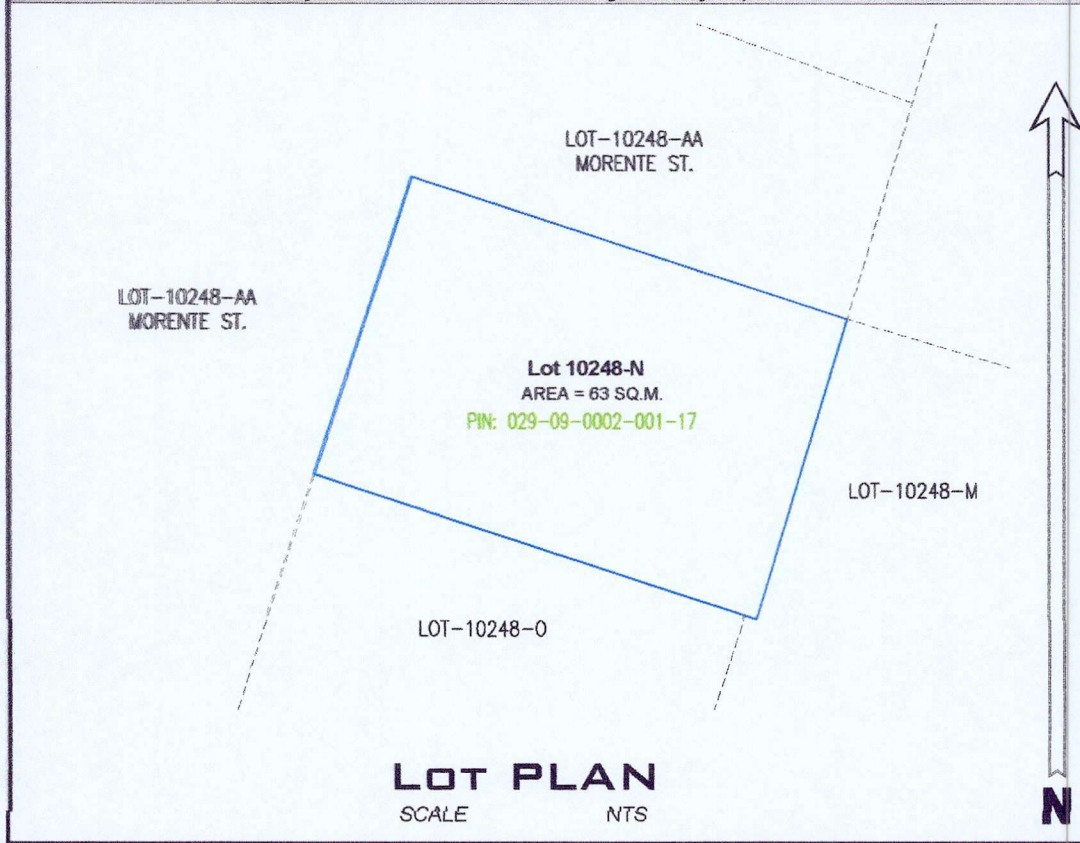 LOT-10248-AA
MORENTE ST.
LOT-10248-AA
MORENTE ST.
Lot 10248-N
AREA = 63 SQ.M.
PIN: 029-09-0002-001-17
LOT-10248-M
LOT-10248-O
LOT PLAN
SCALE NTS
N